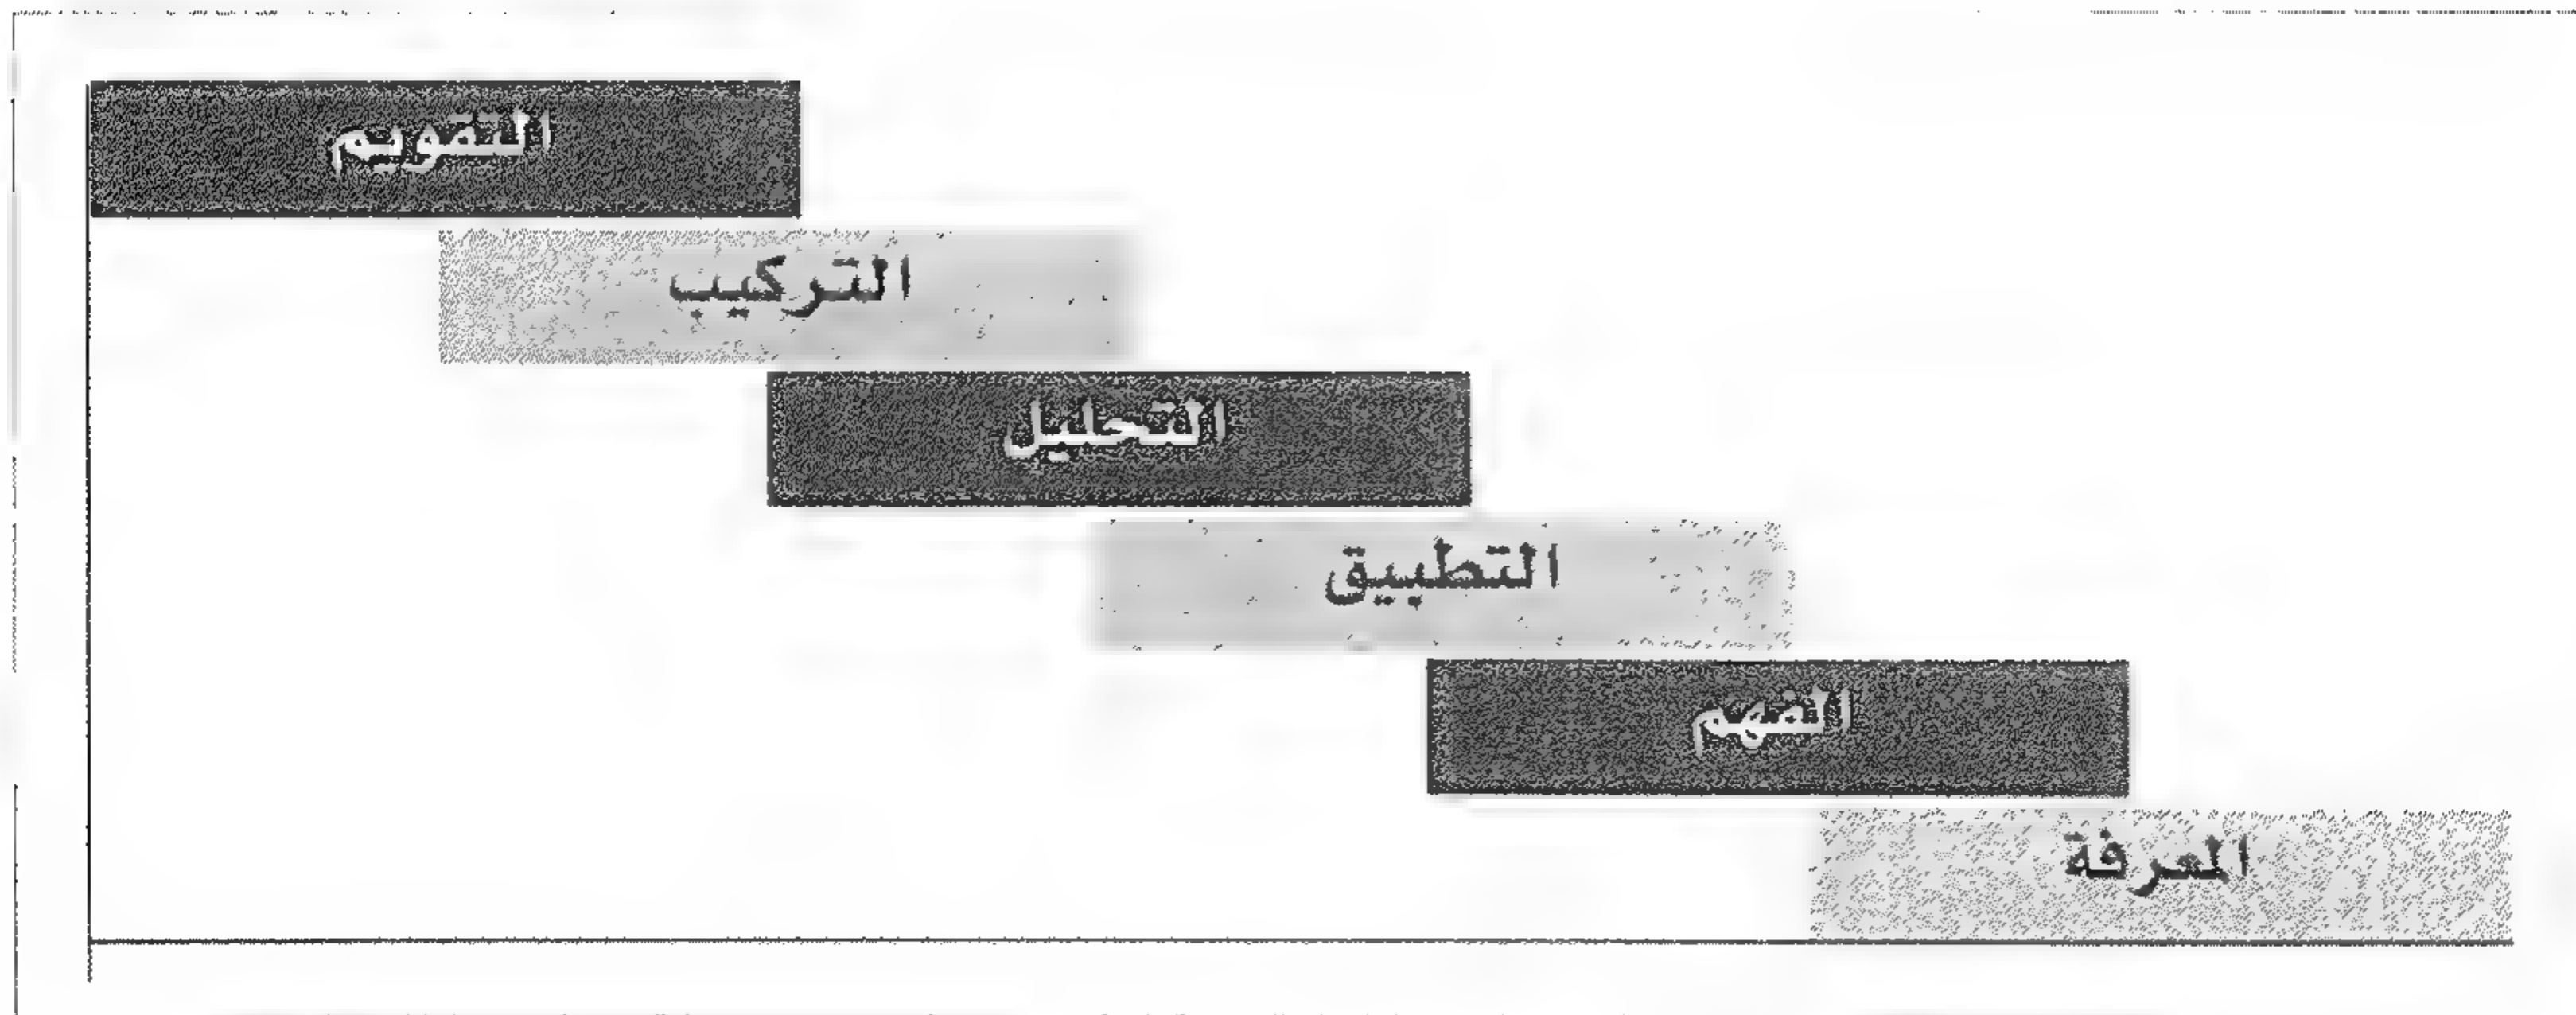 التقويم
التركيب
التحليل
التطبيق
الفهم
المعرفة